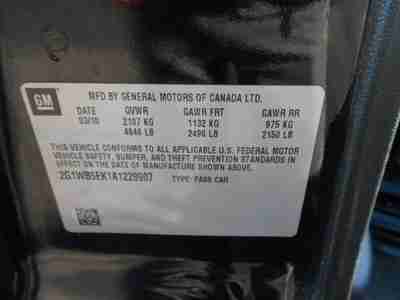 GM
MFD BY GENERAL MOTORS OF CANADA LTD.
DATE GVWR GAWR FRT GAWR RR
03/10 2107 KG 1132 KG 975 KG
4646 LB 2496 LB 2150 LB
THIS VEHICLE CONFORMS TO ALL APPLICABLE U.S. FEDERAL MOTOR
VEHICLE SAFETY, BUMPER, AND THEFT PREVENTION STANDARDS IN
EFFECT ON THE DATE OF MANUFACTURE SHOWN ABOVE.
2G1WB5EK1A1229907 TYPE: PASS CAR